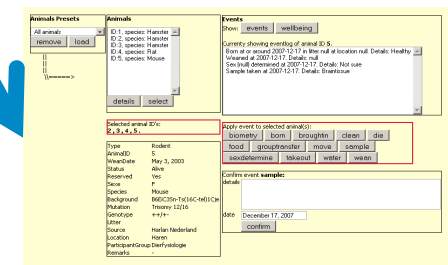 Animals Presets
All animals
remove load
||
||
\\======>
Animals
ID:1, species: Hamster
ID:2, species: Hamster
ID:3, species: Hamster
ID:4, species: Rat
ID:5, species: Mouse
details select
Events
Show: events wellbeing
Currently showing eventlog of animal ID 5.
Born at or around 2007-12-17 in litter null at location null. Details: Healthy
Weaned at 2007-12-17. Details: null
Sex (null) determined at 2007-12-17. Details: Not sure
Sample taken at 2007-12-17. Details: Braintissue
Selected animal ID's:
2,3,4,5.
Apply event to selected animal(s):
biometry born broughtin clean die
food grouptransfer move sample
sexdetermine takeout water wean
Type Rodent
AnimalID 5
WeanDate May 3, 2003
Status Alive
Reserved Yes
Sexe F
Species Mouse
Background
Mutation Trisomy 12/16
Genotype ++/+-
Litter
Source Harlan Nederland
Location Haren
ParticipantGroup Dierfysiologie
Remarks -
Confirm event sample:
details
date December 17, 2007
confirm